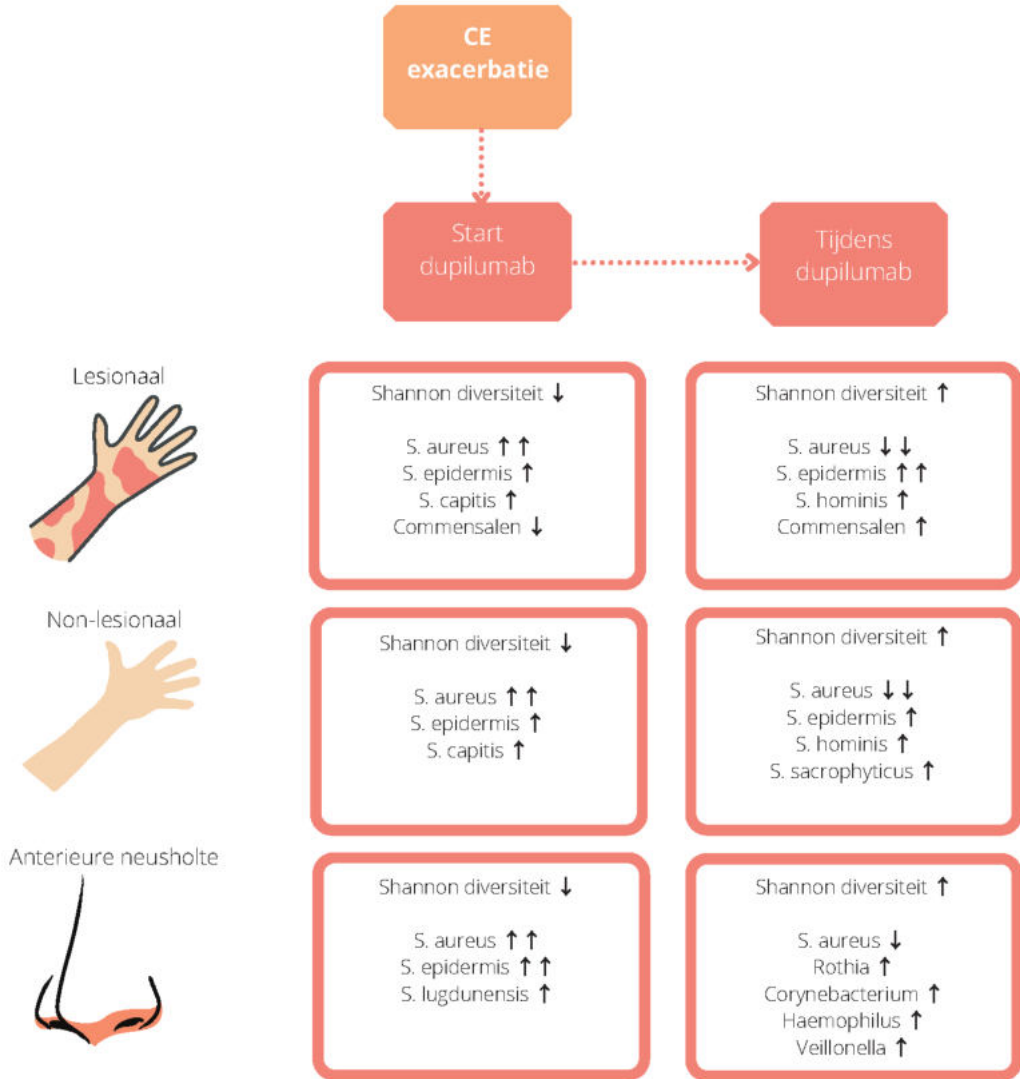 CE
exacerbatie
Start
dupilumab
Tijdens
dupilumab
Lesionaal
Shannon diversiteit ↓
S. aureus ↑ ↑
S. epidermis ↑
S. capitis ↑
Commensalen ↓
Shannon diversiteit ↑
S. aureus ↓ ↓
S. epidermis ↑ ↑
S. hominis ↑
Commensalen ↑
Non-lesionaal
Shannon diversiteit ↓
S. aureus ↑ ↑
S. epidermis ↑
S. capitis ↑
Shannon diversiteit ↑
S. aureus ↓ ↓
S. epidermis ↑
S. hominis ↑
S. sacrophyticus ↑
Anterieure neusholte
Shannon diversiteit ↓
S. aureus ↑ ↑
S. epidermis ↑ ↑
S. lugdunensis ↑
Shannon diversiteit ↑
S. aureus ↓
Rothia ↑
Corynebacterium ↑
Haemophilus ↑
Veillonella ↑